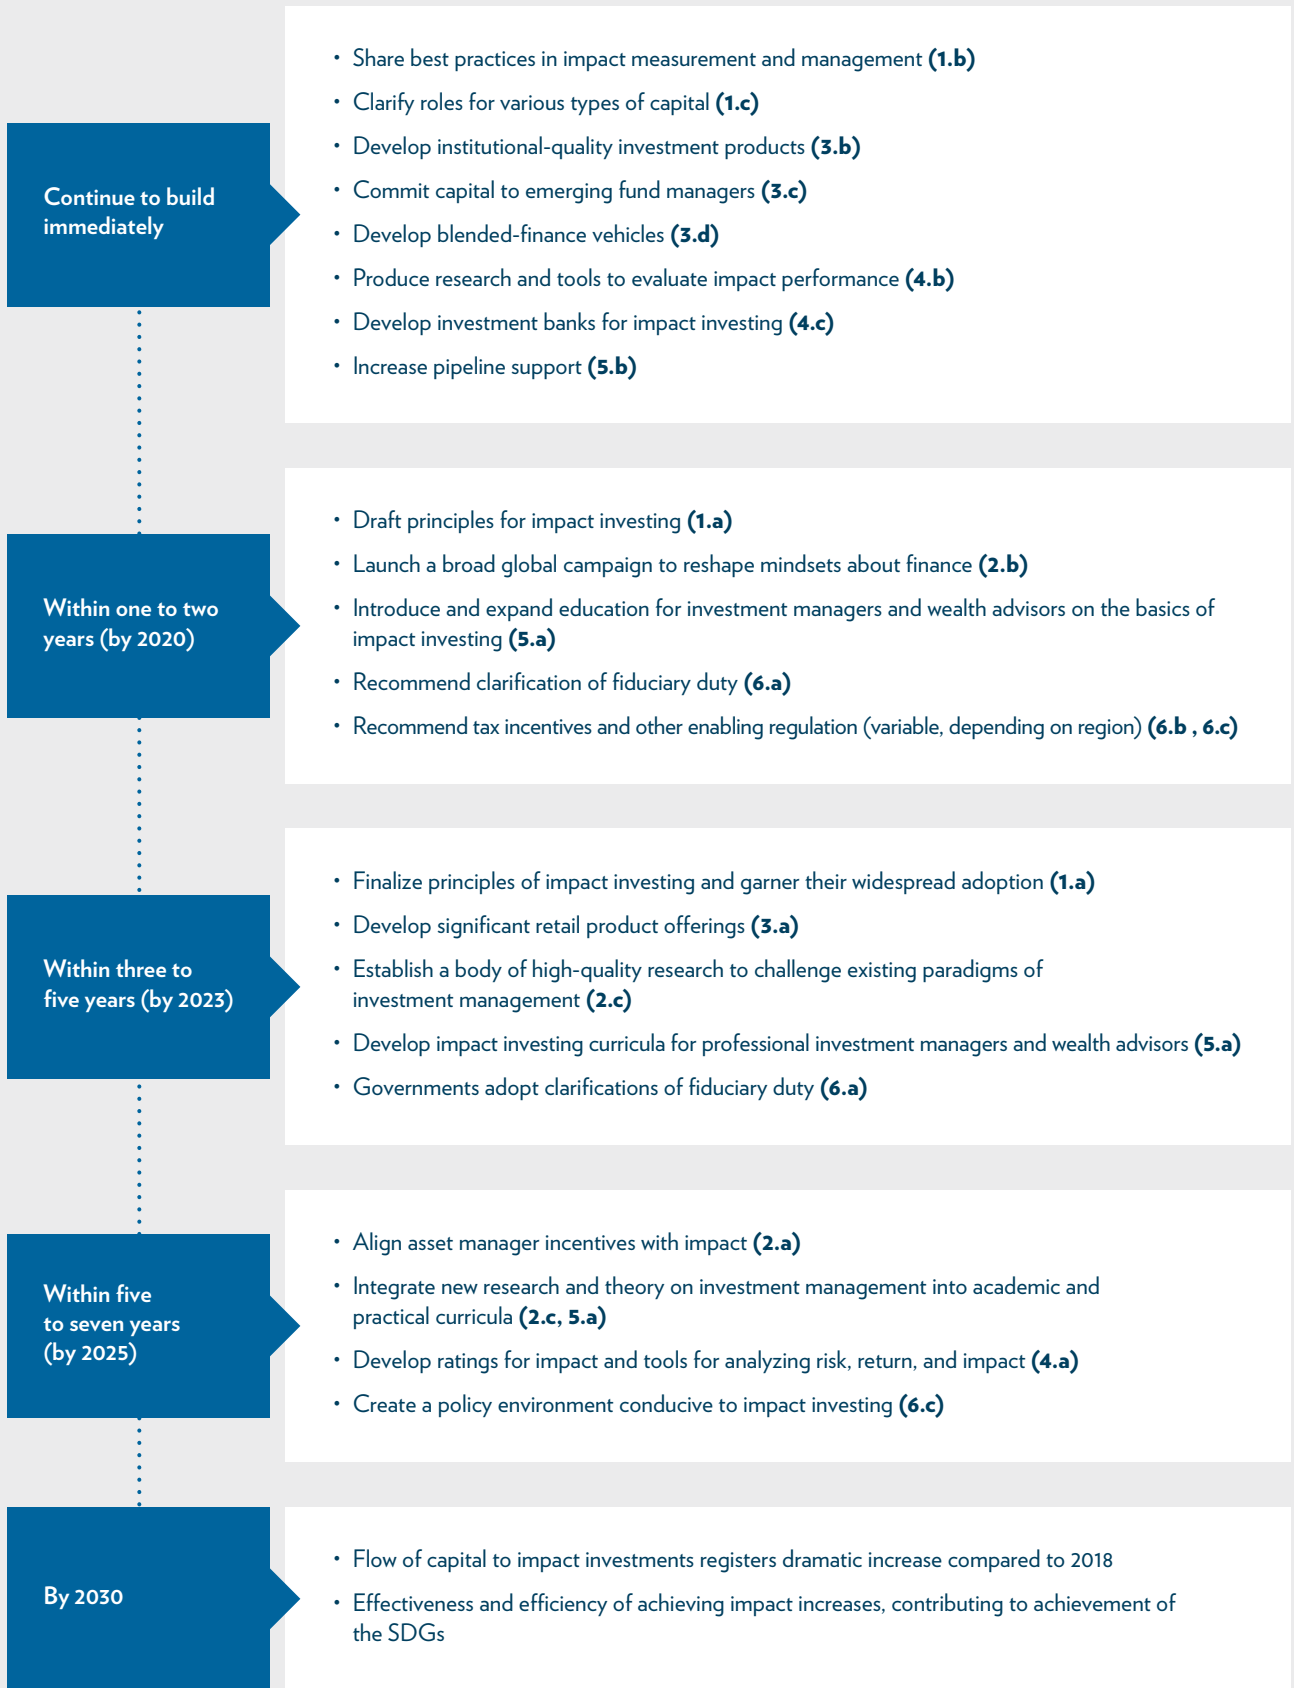 Continue to build
immediately
• Share best practices in impact measurement and management (1.b)
• Clarify roles for various types of capital (1.c)
• Develop institutional-quality investment products (3.b)
• Commit capital to emerging fund managers (3.c)
• Develop blended-finance vehicles (3.d)
• Produce research and tools to evaluate impact performance (4.b)
• Develop investment banks for impact investing (4.c)
• Increase pipeline support (5.b)
Within one to two
years (by 2020)
• Draft principles for impact investing (1.a)
• Launch a broad global campaign to reshape mindsets about finance (2.b)
• Introduce and expand education for investment managers and wealth advisors on the basics of
impact investing (5.a)
• Recommend clarification of fiduciary duty (6.a)
• Recommend tax incentives and other enabling regulation (variable, depending on region) (6.b , 6.c)
Within three to
five years (by 2023)
• Finalize principles of impact investing and garner their widespread adoption (1.a)
• Develop significant retail product offerings (3.a)
• Establish a body of high-quality research to challenge existing paradigms of
investment management (2.c)
• Develop impact investing curricula for professional investment managers and wealth advisors (5.a)
• Governments adopt clarifications of fiduciary duty (6.a)
Within five
to seven years
(by 2025)
• Align asset manager incentives with impact (2.a)
• Integrate new research and theory on investment management into academic and
practical curricula (2.c, 5.a)
• Develop ratings for impact and tools for analyzing risk, return, and impact (4.a)
• Create a policy environment conducive to impact investing (6.c)
By 2030
• Flow of capital to impact investments registers dramatic increase compared to 2018
• Effectiveness and efficiency of achieving impact increases, contributing to achievement of
the SDGs